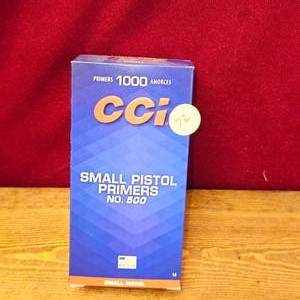 PRIMERS 1000 AMORCES
CCI
SMALL PISTOL
PRIMERS
NO. 500
SMALL PISTOL